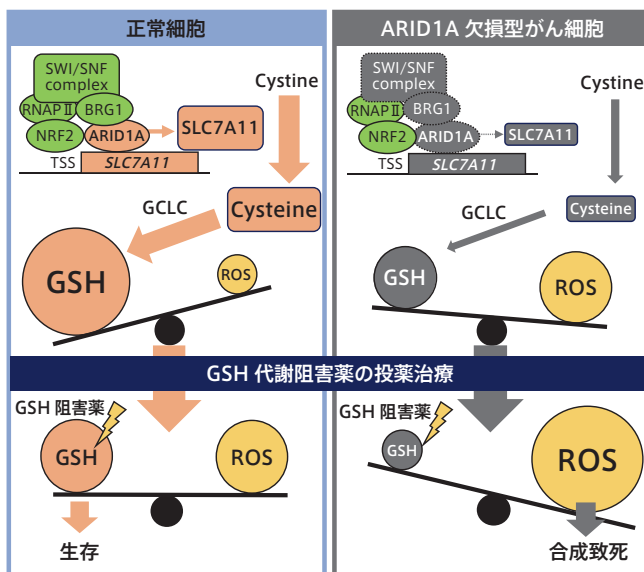 正常細胞
SWI/SNF
complex
RNAPⅡ
BRG1
NRF2
ARID1A
SLC7A11
TSS
SLC7A11
Cystine
Cysteine
GCLC
GSH
ROS
ARID1A 欠損型がん細胞
SWI/SNF
complex
RNAPⅡ
BRG1
NRF2
ARID1A
SLC7A11
TSS
SLC7A11
Cystine
Cysteine
GCLC
GSH
ROS
GSH 代謝阻害薬の投薬治療
GSH 阻害薬
GSH
ROS
生存
GSH 阻害薬
GSH
ROS
合成致死